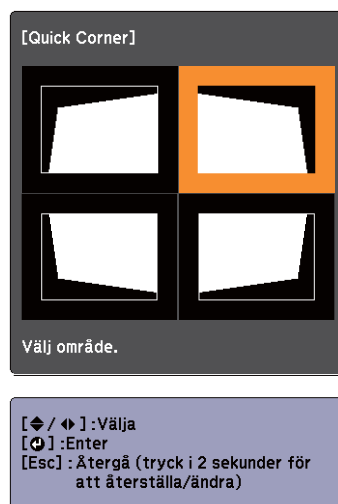 [Quick Corner]
Välj område.
[◆/◆] :Välja
[↵] :Enter
[Esc] :Återgå (tryck i 2 sekunder för
att återställa/ändra)